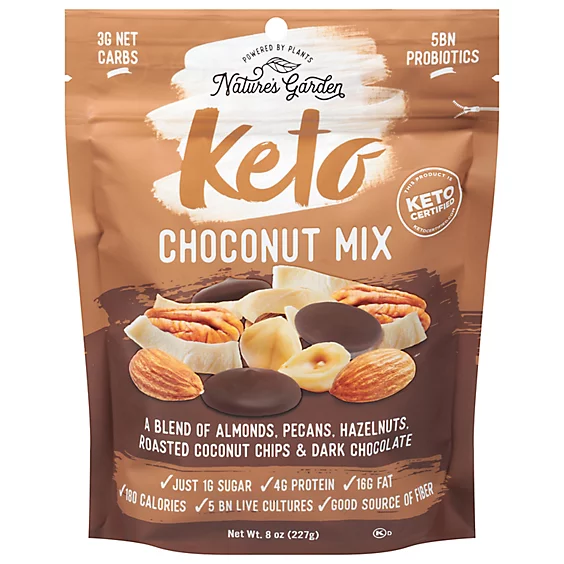 3G NET
CARBS
POWERED BY PLANTS
Nature's Garden
5BN
PROBIOTICS
Keto
THIS PRODUCT IS
KETO
CERTIFIED
KETOCERTIFIED.COM
CHOCONUT MIX
A BLEND OF ALMONDS, PECANS, HAZELNUTS,
ROASTED COCONUT CHIPS & DARK CHOCOLATE
✓JUST 1G SUGAR ✓4G PROTEIN ✓16G FAT
✓180 CALORIES ✓5 BN LIVE CULTURES ✓GOOD SOURCE OF FIBER
Net Wt. 8 oz (227g)
K D